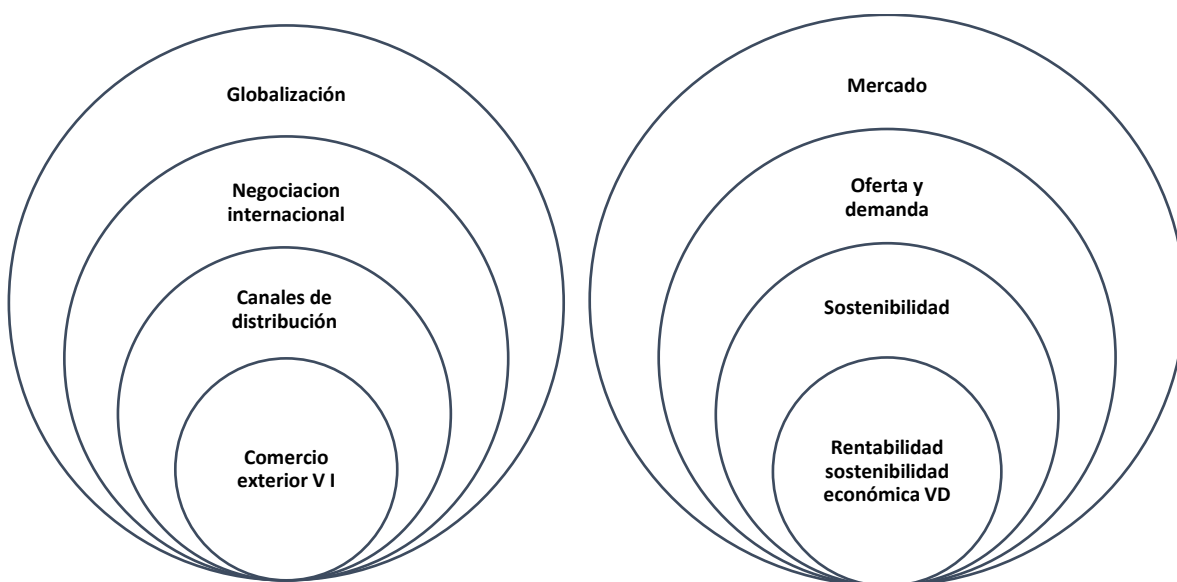 Globalización
Negociacion
internacional
Canales de
distribución
Comercio
exterior V I
Mercado
Oferta y
demanda
Sostenibilidad
Rentabilidad
sostenibilidad
económica VD